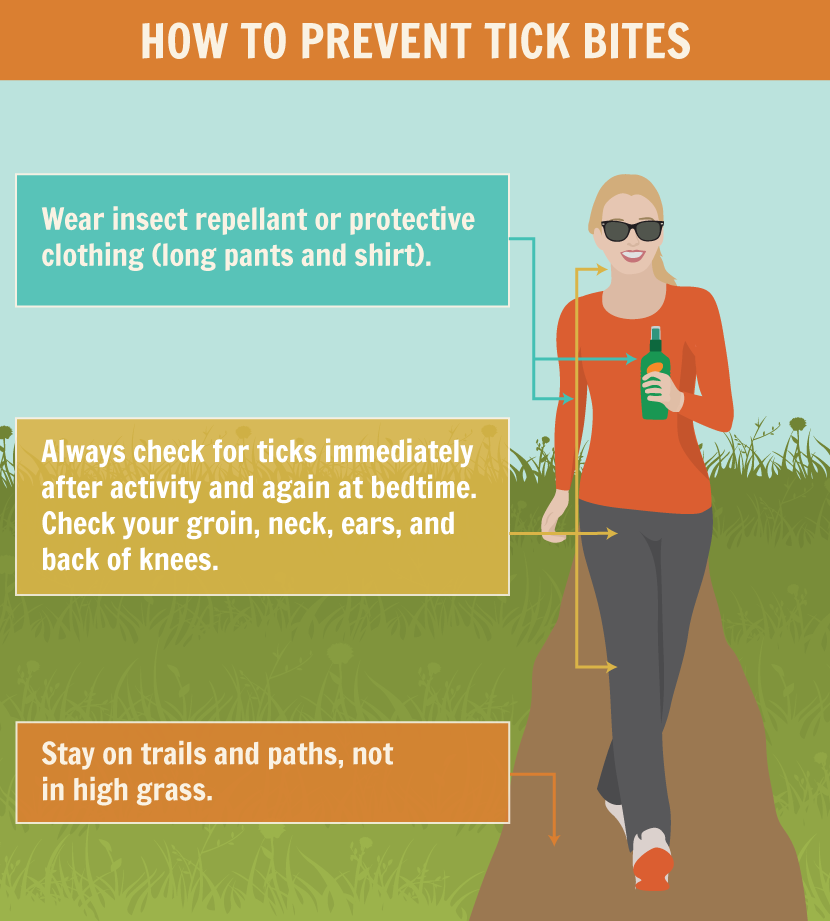 HOW TO PREVENT TICK BITES
Wear insect repellant or protective
clothing (long pants and shirt).
Always check for ticks immediately
after activity and again at bedtime.
Check your groin, neck, ears, and
back of knees.
Stay on trails and paths, not
in high grass.